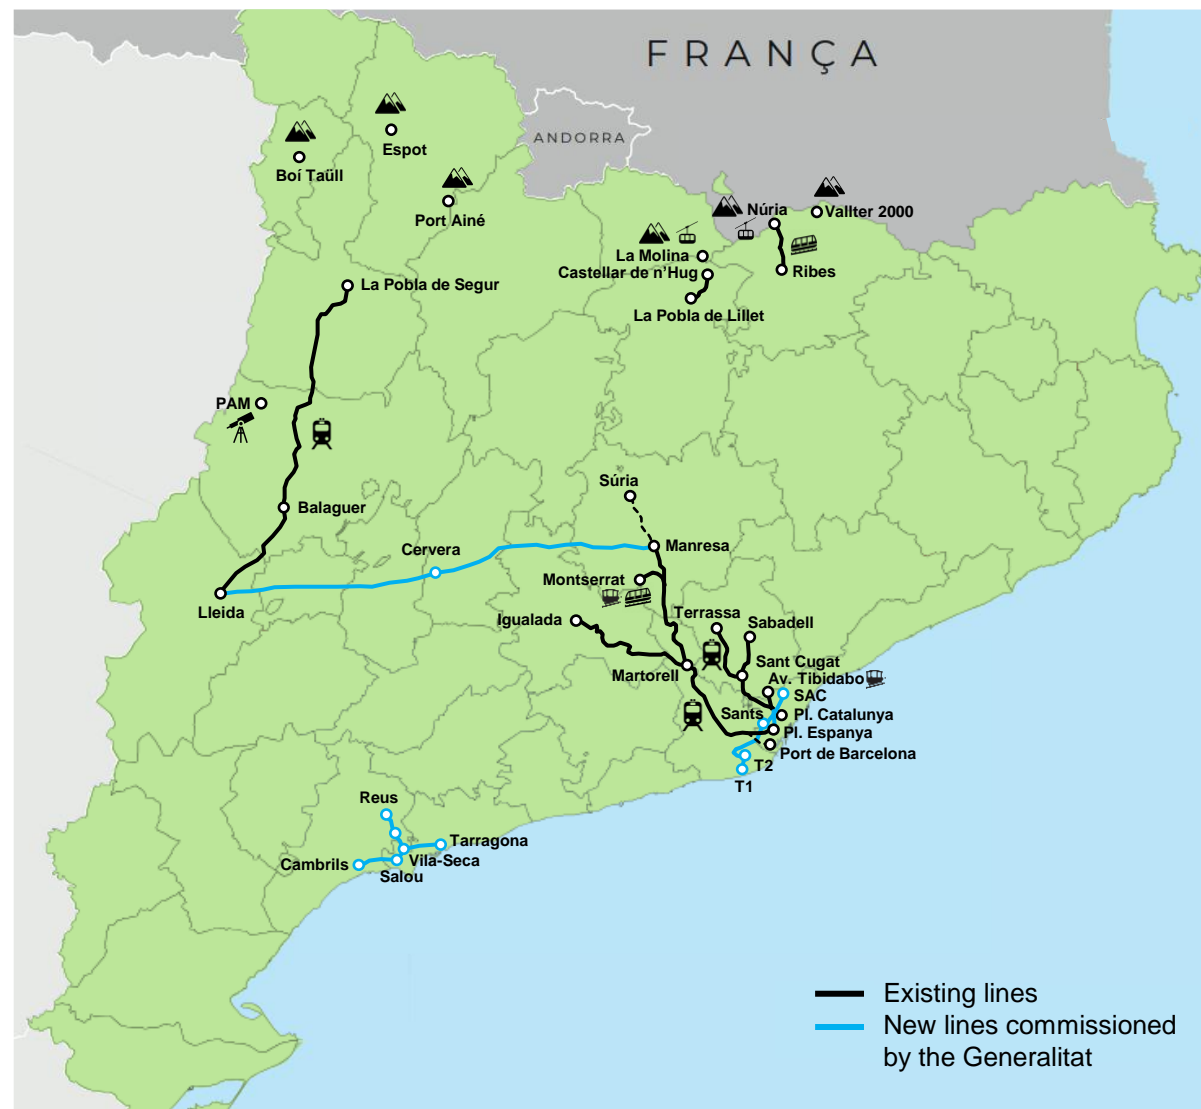 FRANÇA
ANDORRA
Espot
Boí Taüll
Port Ainé
Núria
Vallter 2000
La Molina
Castellar de n'Hug
Ribes
La Pobla de Segur
La Pobla de Lillet
PAM
Súria
Balaguer
Cervera
Manresa
Montserrat
Lleida
Terrassa
Igualada
Sabadell
Sant Cugat
Martorell
Av. Tibidabo
SAC
Sants
Pl. Catalunya
Pl. Espanya
Port de Barcelona
T2
T1
Reus
Tarragona
Vila-Seca
Cambrils
Salou
Existing lines
New lines commissioned
by the Generalitat